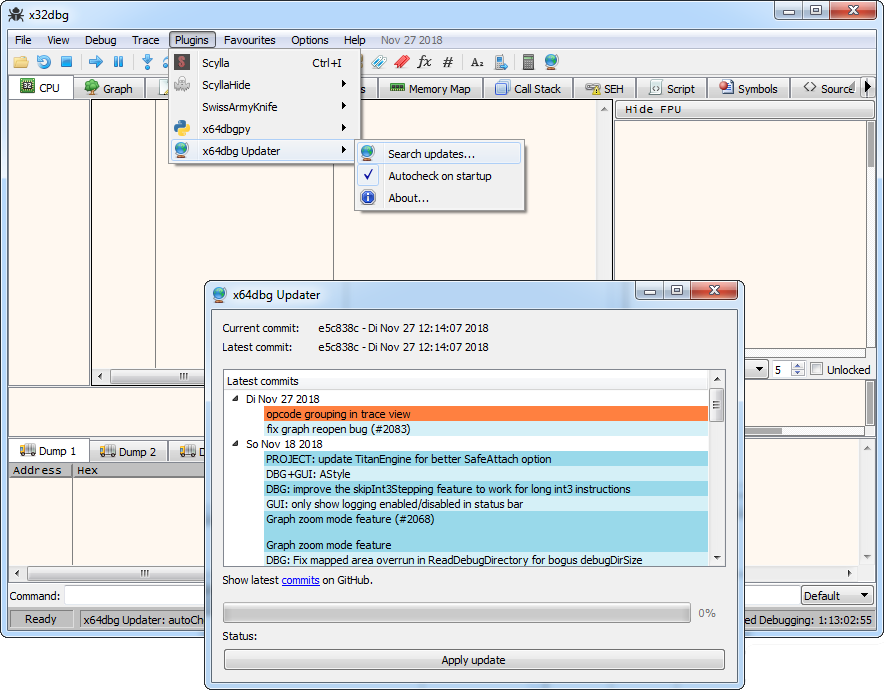 x32dbg
File View Debug Trace Plugins Favourites Options Help Nov 27 2018
Scylla Ctrl+I
ScyllaHide
SwissArmyKnife
x64dbgpy
x64dbg Updater
Search updates...
Autocheck on startup
About...
CPU Graph Memory Map Call Stack SEH Script Symbols Source
Hide FPU
5 Unlocked
x64dbg Updater
Current commit: e5c838c - Di Nov 27 12:14:07 2018
Latest commit: e5c838c - Di Nov 27 12:14:07 2018
Latest commits
Di Nov 27 2018
opcode grouping in trace view
fix graph reopen bug (#2083)
So Nov 18 2018
PROJECT: update TitanEngine for better SafeAttach option
DBG+GUI: AStyle
DBG: improve the skipInt3Stepping feature to work for long int3 instructions
GUI: only show logging enabled/disabled in status bar
Graph zoom mode feature (#2068)
Graph zoom mode feature
DBG: Fix mapped area overrun in ReadDebugDirectory for bogus debugDirSize
Show latest commits on GitHub.
0%
Status:
Apply update
Dump 1 Dump 2 D
Address Hex
Command: Default
Ready x64dbg Updater: autoCh ed Debugging: 1:13:02:55